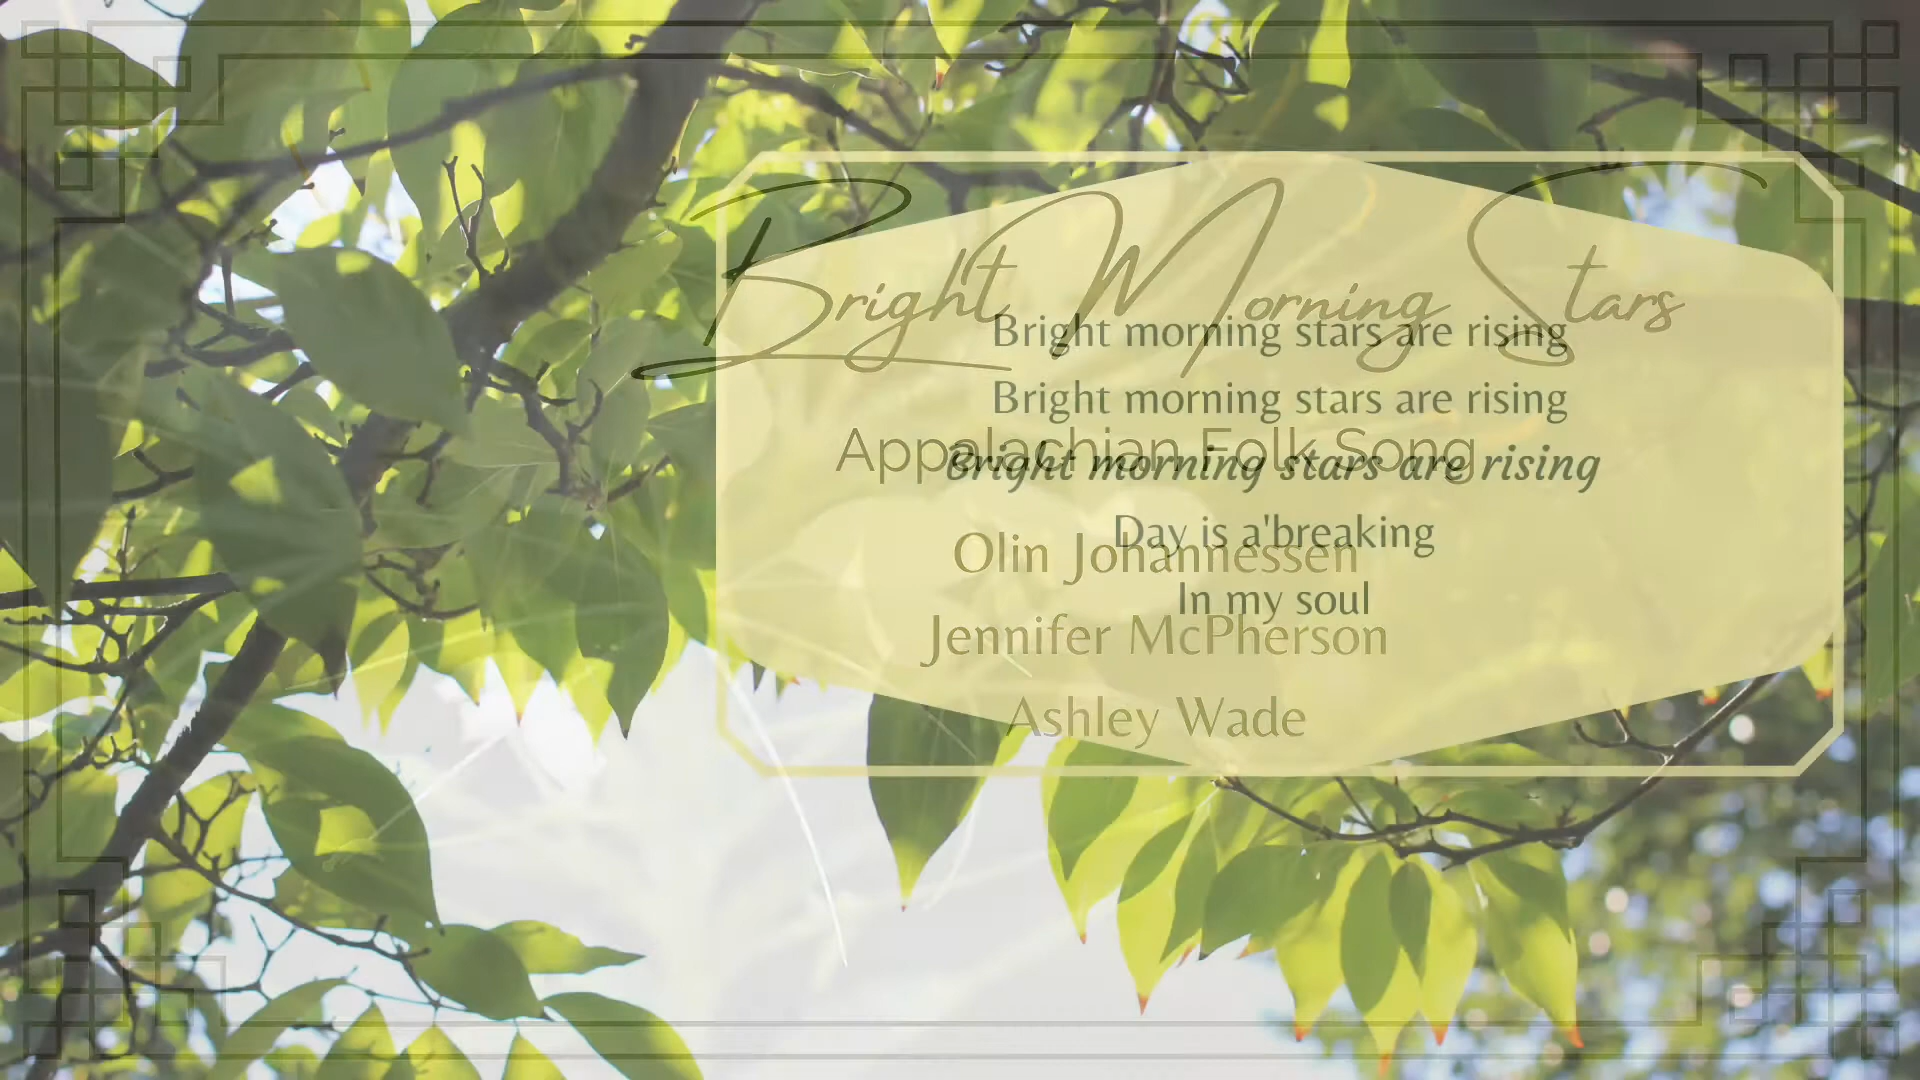 Bright Morning Stars
Appalachian Folk Song
Olin Johannessen
Jennifer McPherson
Ashley Wade
Bright morning stars are rising
Bright morning stars are rising
Bright morning stars are rising
Day is a'breaking
In my soul